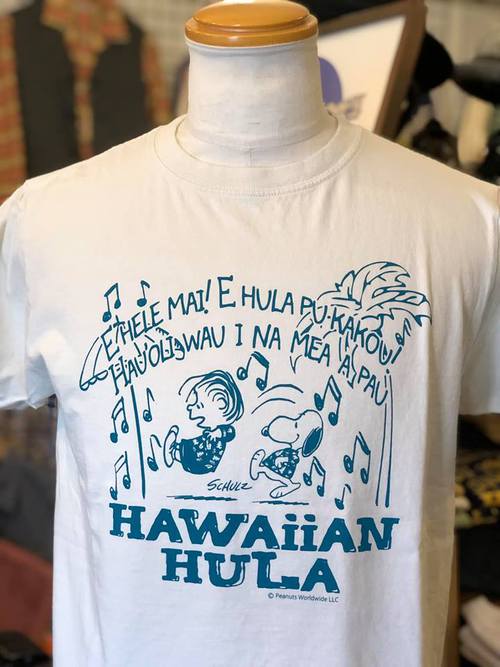 E HELE MAI! E HULA PU KAKOU!
HAU'OLI WAU I NA MEA A PAU
SCHULZ
HAWAiiAN
HULA
© Peanuts Worldwide LLC